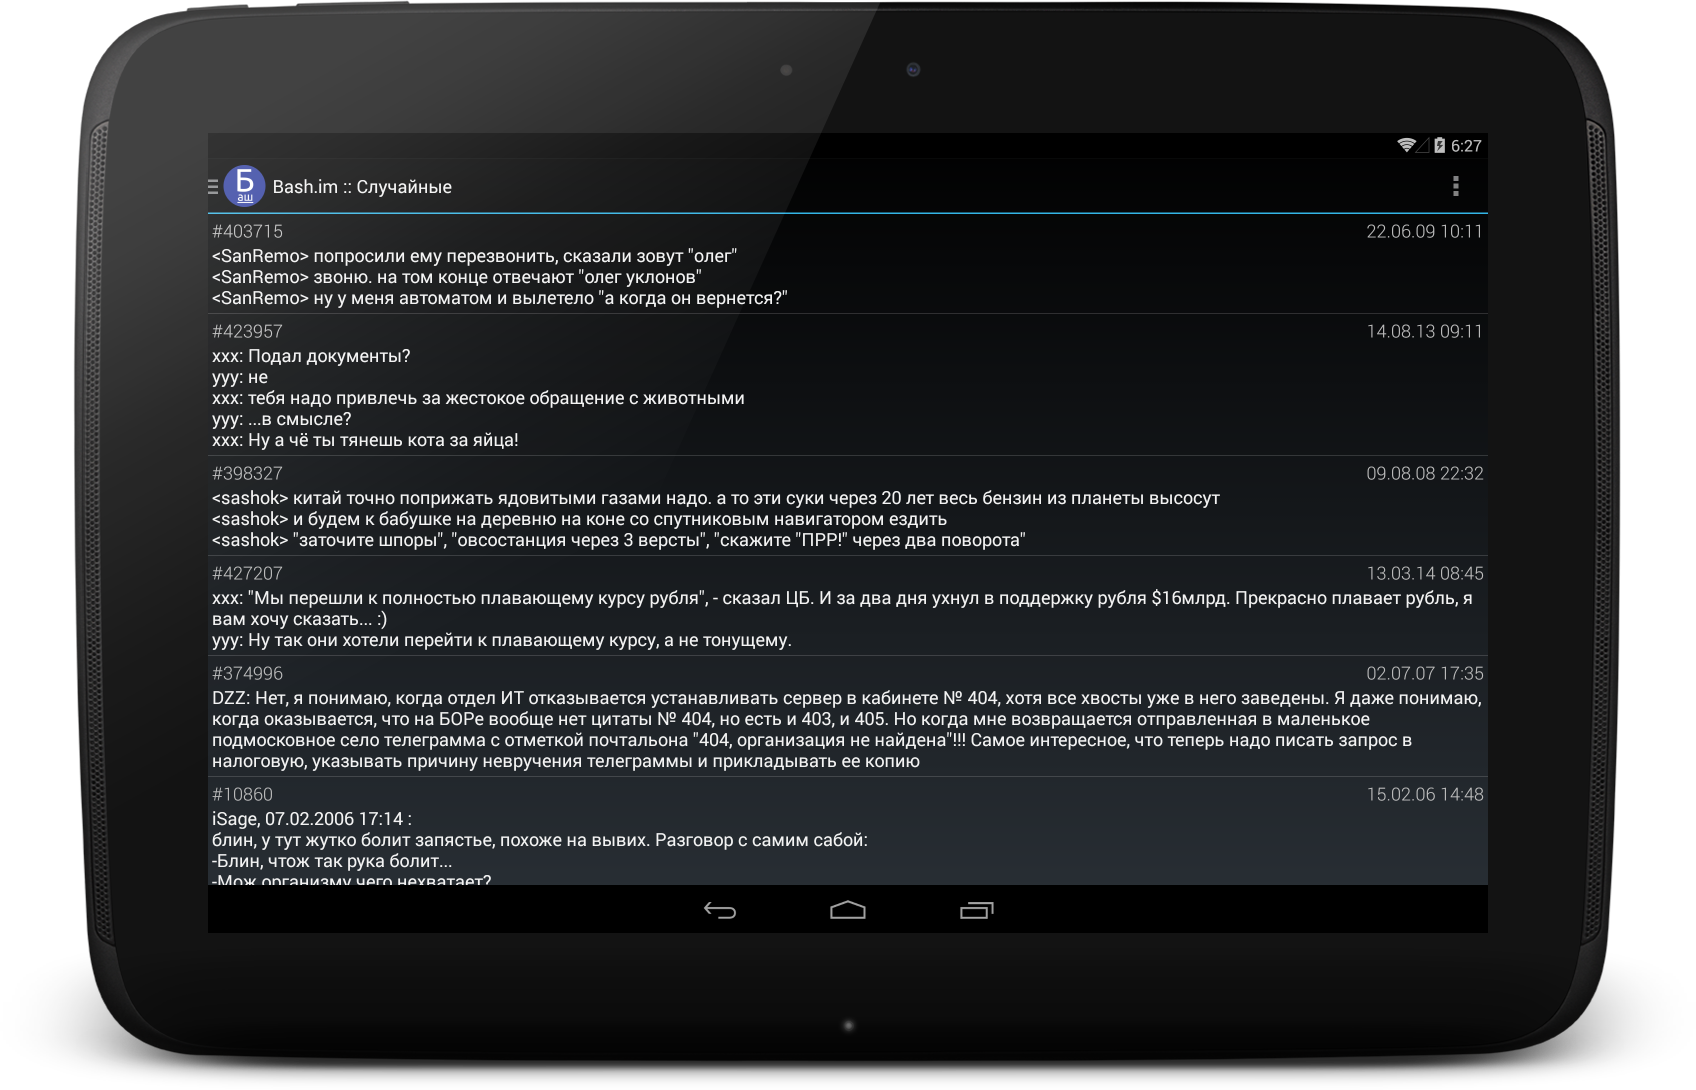 6:27
Б
аш
Bash.im :: Случайные
#403715 22.06.09 10:11
<SanRemo> попросили ему перезвонить, сказали зовут "олег"
<SanRemo> звоню. на том конце отвечают "олег уклонов"
<SanRemo> ну у меня автоматом и вылетело "а когда он вернется?"
#423957 14.08.13 09:11
xxx: Подал документы?
yyy: не
xxx: тебя надо привлечь за жестокое обращение с животными
yyy: ...в смысле?
xxx: Ну а чё ты тянешь кота за яйца!
#398327 09.08.08 22:32
<sashok> китай точно поприжать ядовитыми газами надо. а то эти суки через 20 лет весь бензин из планеты высосут
<sashok> и будем к бабушке на деревню на коне со спутниковым навигатором ездить
<sashok> "заточите шпоры", "овсостанция через 3 версты", "скажите "ПРР!" через два поворота"
#427207 13.03.14 08:45
xxx: "Мы перешли к полностью плавающему курсу рубля", - сказал ЦБ. И за два дня ухнул в поддержку рубля $16млрд. Прекрасно плавает рубль, я
вам хочу сказать... :)
yyy: Ну так они хотели перейти к плавающему курсу, а не тонущему.
#374996 02.07.07 17:35
DZZ: Нет, я понимаю, когда отдел ИТ отказывается устанавливать сервер в кабинете № 404, хотя все хвосты уже в него заведены. Я даже понимаю,
когда оказывается, что на БОРе вообще нет цитаты № 404, но есть и 403, и 405. Но когда мне возвращается отправленная в маленькое
подмосковное село телеграмма с отметкой почтальона "404, организация не найдена"!!! Самое интересное, что теперь надо писать запрос в
налоговую, указывать причину невручения телеграммы и прикладывать ее копию
#10860 15.02.06 14:48
iSage, 07.02.2006 17:14 :
блин, у тут жутко болит запястье, похоже на вывих. Разговор с самим сабой:
-Блин, чтож так рука болит...
-Мож организму чего нехватает?